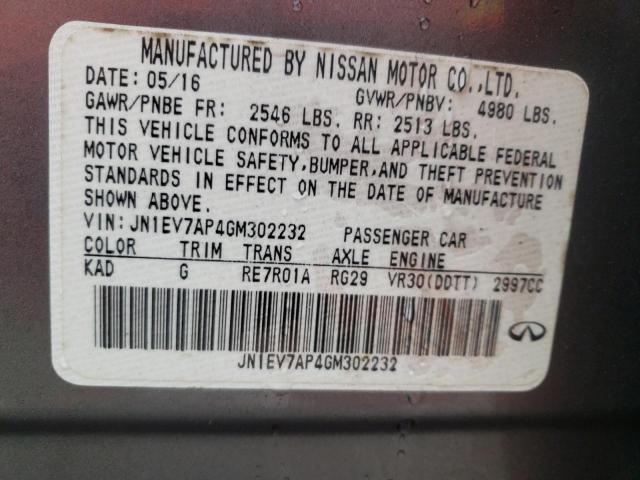 MANUFACTURED BY NISSAN MOTOR CO.,LTD.
DATE: 05/16 GVWR/PNBV: 4980 LBS.
GAWR/PNBE FR: 2546 LBS. RR: 2513 LBS.
THIS VEHICLE CONFORMS TO ALL APPLICABLE FEDERAL
MOTOR VEHICLE SAFETY,BUMPER,AND THEFT PREVENTION
STANDARDS IN EFFECT ON THE DATE OF MANUFACTURE
SHOWN ABOVE.
VIN:JN1EV7AP4GM302232 PASSENGER CAR
COLOR TRIM TRANS AXLE ENGINE
KAD G RE7R01A RG29 VR30(DDTT) 2997CC
JN1EV7AP4GM302232